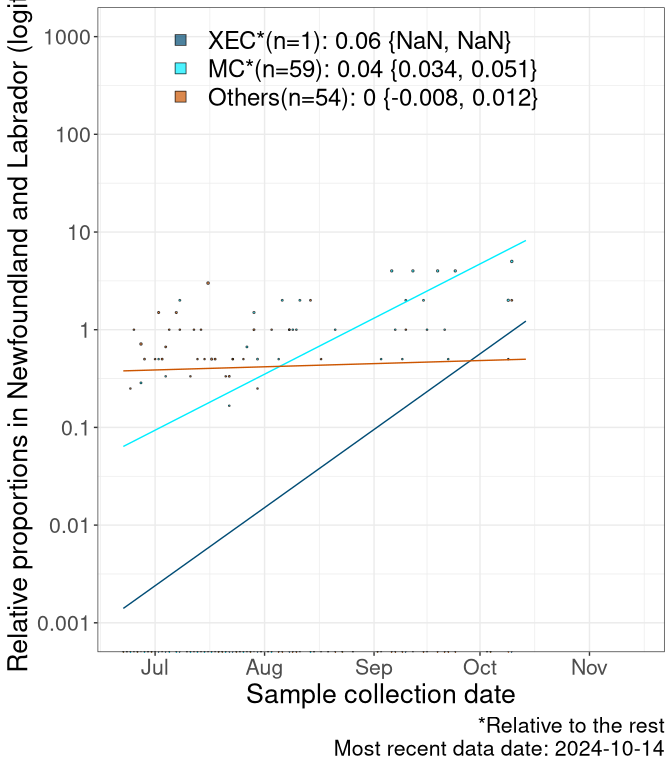 Relative proportions in Newfoundland and Labrador (logit
1000
100
10
1
0.1
0.01
0.001
XEC*(n=1): 0.06 {NaN, NaN}
MC*(n=59): 0.04 {0.034, 0.051}
Others(n=54): 0 {-0.008, 0.012}
Jul Aug Sep Oct Nov
Sample collection date
*Relative to the rest
Most recent data date: 2024-10-14